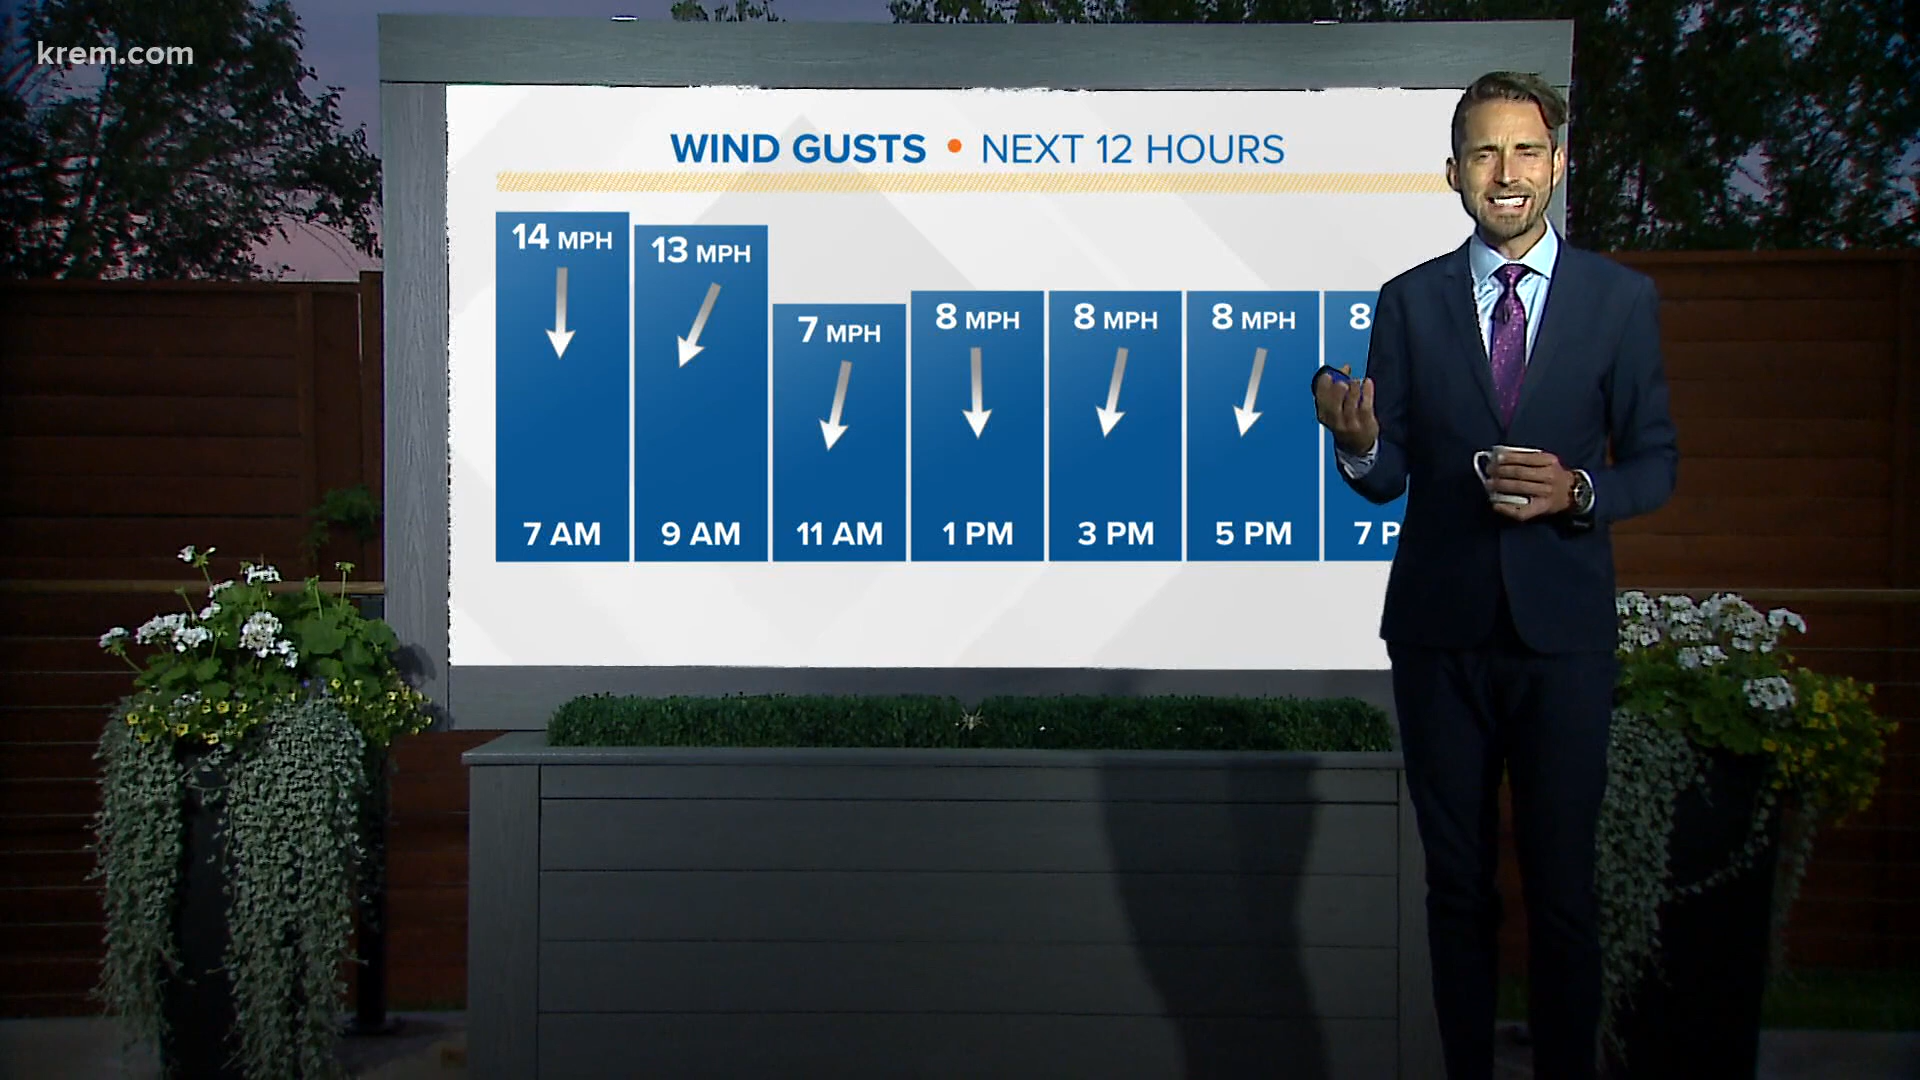 krem.com
WIND GUSTS • NEXT 12 HOURS
14 MPH 13 MPH 7 MPH 8 MPH 8 MPH 8 MPH 8
7 AM 9 AM 11 AM 1 PM 3 PM 5 PM 7 P